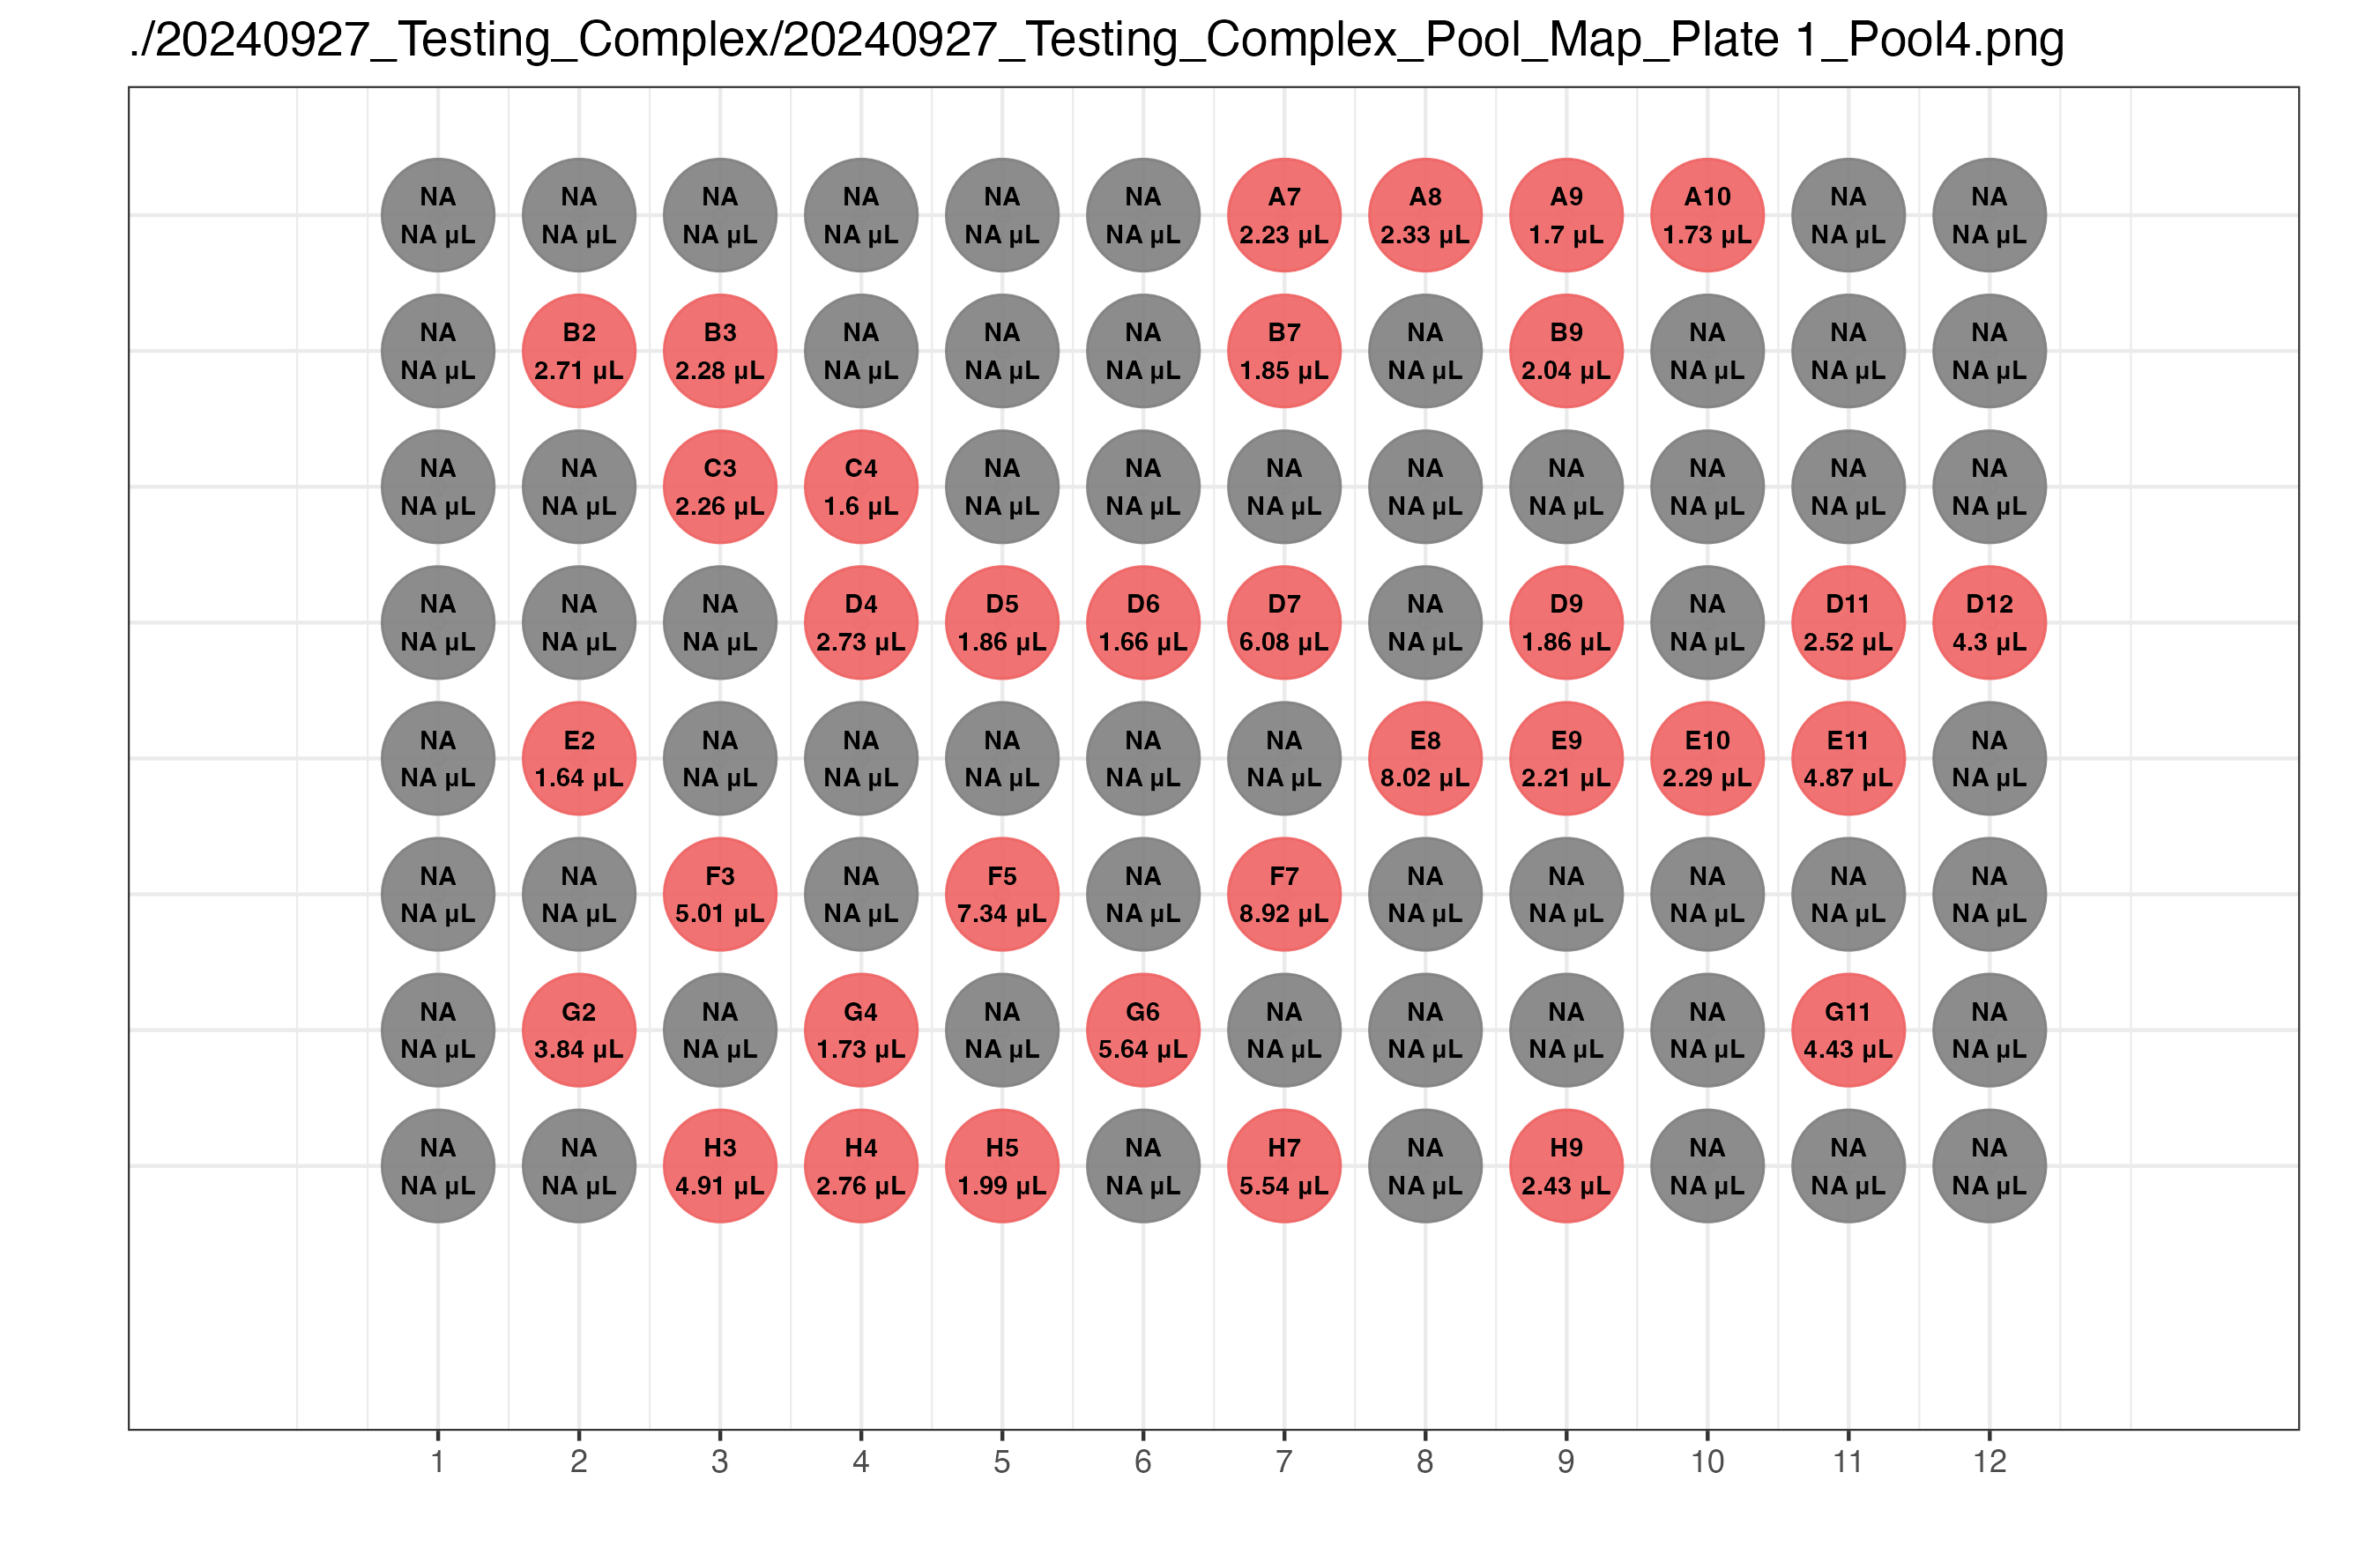 ./20240927_Testing_Complex/20240927_Testing_Complex_Pool_Map_Plate 1_Pool4.png
NA NA NA NA NA NA A7 A8 A9 A10 NA NA
NA µL NA µL NA µL NA µL NA µL NA µL 2.23 µL 2.33 µL 1.7 µL 1.73 µL NA µL NA µL
NA B2 B3 NA NA NA B7 NA B9 NA NA NA
NA µL 2.71 µL 2.28 µL NA µL NA µL NA µL 1.85 µL NA µL 2.04 µL NA µL NA µL NA µL
NA NA C3 C4 NA NA NA NA NA NA NA NA
NA µL NA µL 2.26 µL 1.6 µL NA µL NA µL NA µL NA µL NA µL NA µL NA µL NA µL
NA NA NA D4 D5 D6 D7 NA D9 NA D11 D12
NA µL NA µL NA µL 2.73 µL 1.86 µL 1.66 µL 6.08 µL NA µL 1.86 µL NA µL 2.52 µL 4.3 µL
NA E2 NA NA NA NA NA E8 E9 E10 E11 NA
NA µL 1.64 µL NA µL NA µL NA µL NA µL NA µL 8.02 µL 2.21 µL 2.29 µL 4.87 µL NA µL
NA NA F3 NA F5 NA F7 NA NA NA NA NA
NA µL NA µL 5.01 µL NA µL 7.34 µL NA µL 8.92 µL NA µL NA µL NA µL NA µL NA µL
NA G2 NA G4 NA G6 NA NA NA NA G11 NA
NA µL 3.84 µL NA µL 1.73 µL NA µL 5.64 µL NA µL NA µL NA µL NA µL 4.43 µL NA µL
NA NA H3 H4 H5 NA H7 NA H9 NA NA NA
NA µL NA µL 4.91 µL 2.76 µL 1.99 µL NA µL 5.54 µL NA µL 2.43 µL NA µL NA µL NA µL
1 2 3 4 5 6 7 8 9 10 11 12